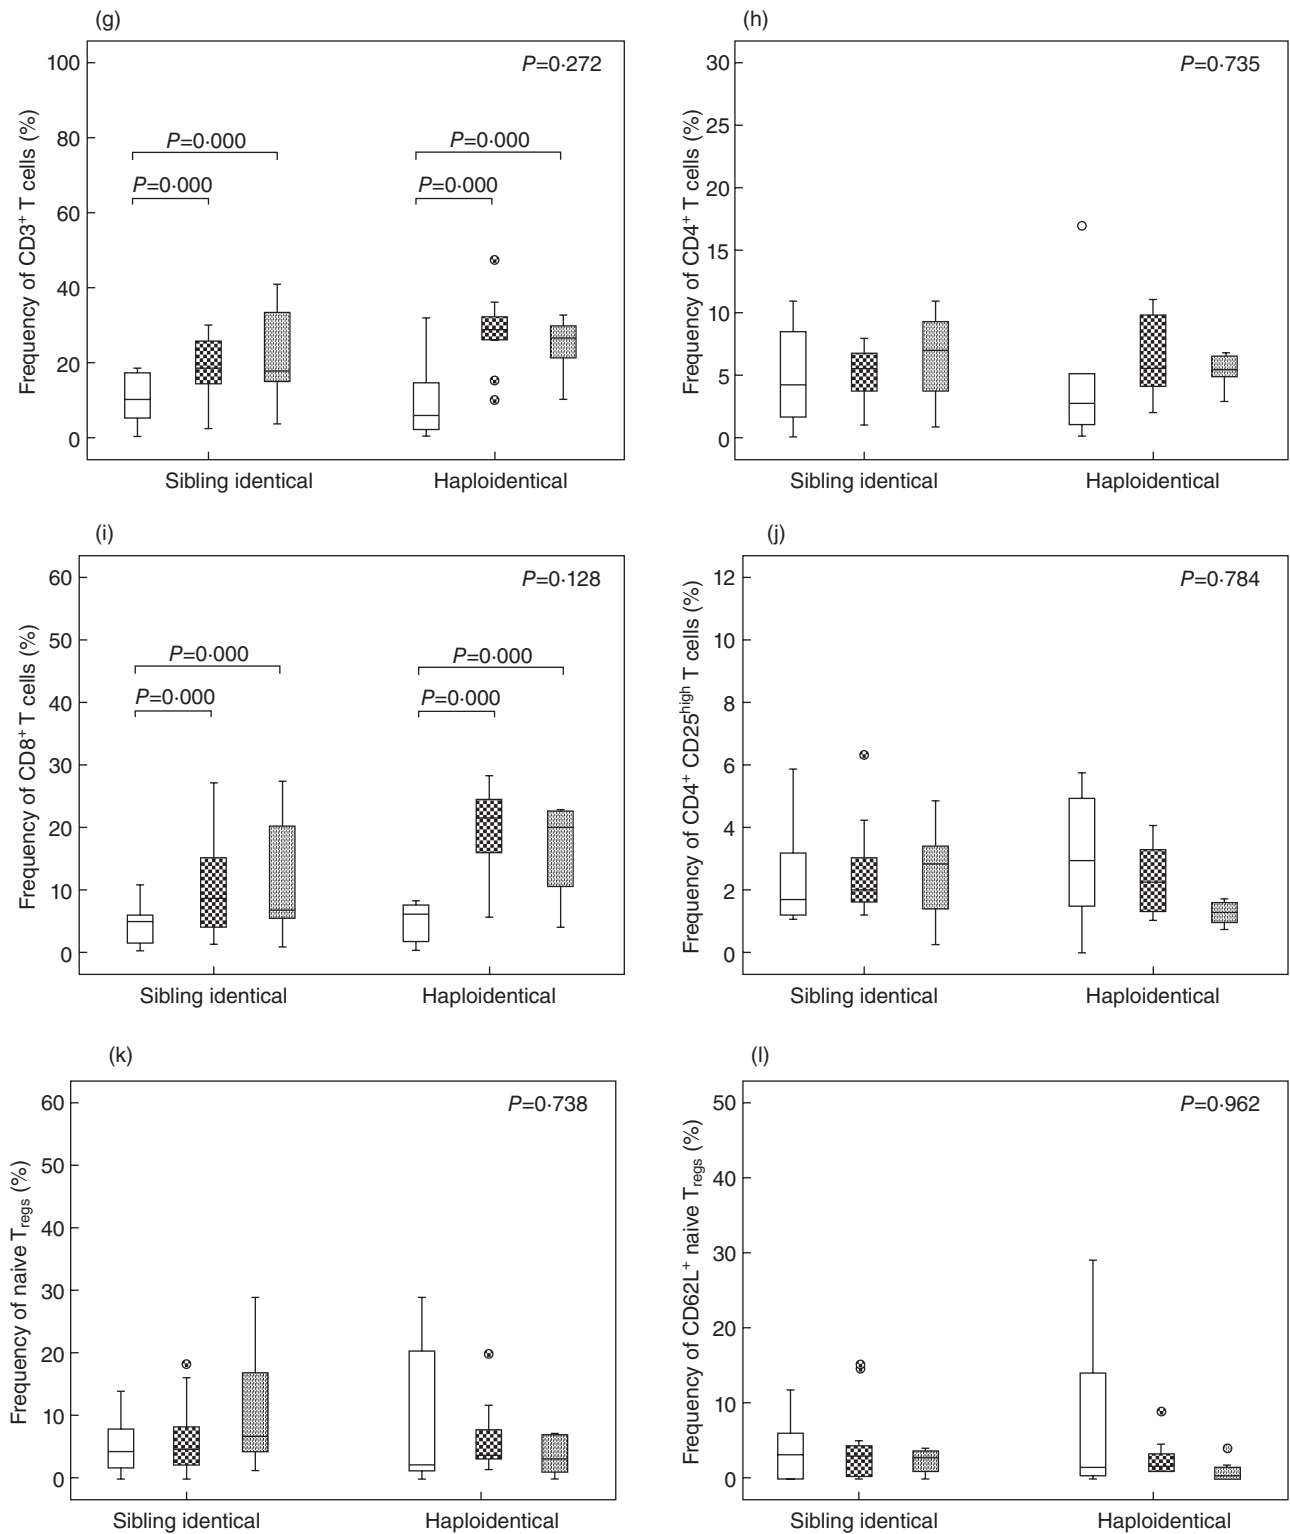 (g)
Frequency of CD3+ T cells (%)
100
80
60
40
20
0
P=0·272
P=0·000
P=0·000
P=0·000
P=0·000
Sibling identical
Haploidentical
(h)
Frequency of CD4+ T cells (%)
30
25
20
15
10
5
0
P=0·735
Sibling identical
Haploidentical
(i)
Frequency of CD8+ T cells (%)
60
50
40
30
20
10
0
P=0·128
P=0·000
P=0·000
P=0·000
P=0·000
Sibling identical
Haploidentical
(j)
Frequency of CD4+ CD25high T cells (%)
12
10
8
6
4
2
0
P=0·784
Sibling identical
Haploidentical
(k)
Frequency of naive Tregs (%)
60
50
40
30
20
10
0
P=0·738
Sibling identical
Haploidentical
(l)
Frequency of CD62L+ naive Tregs (%)
50
40
30
20
10
0
P=0·962
Sibling identical
Haploidentical